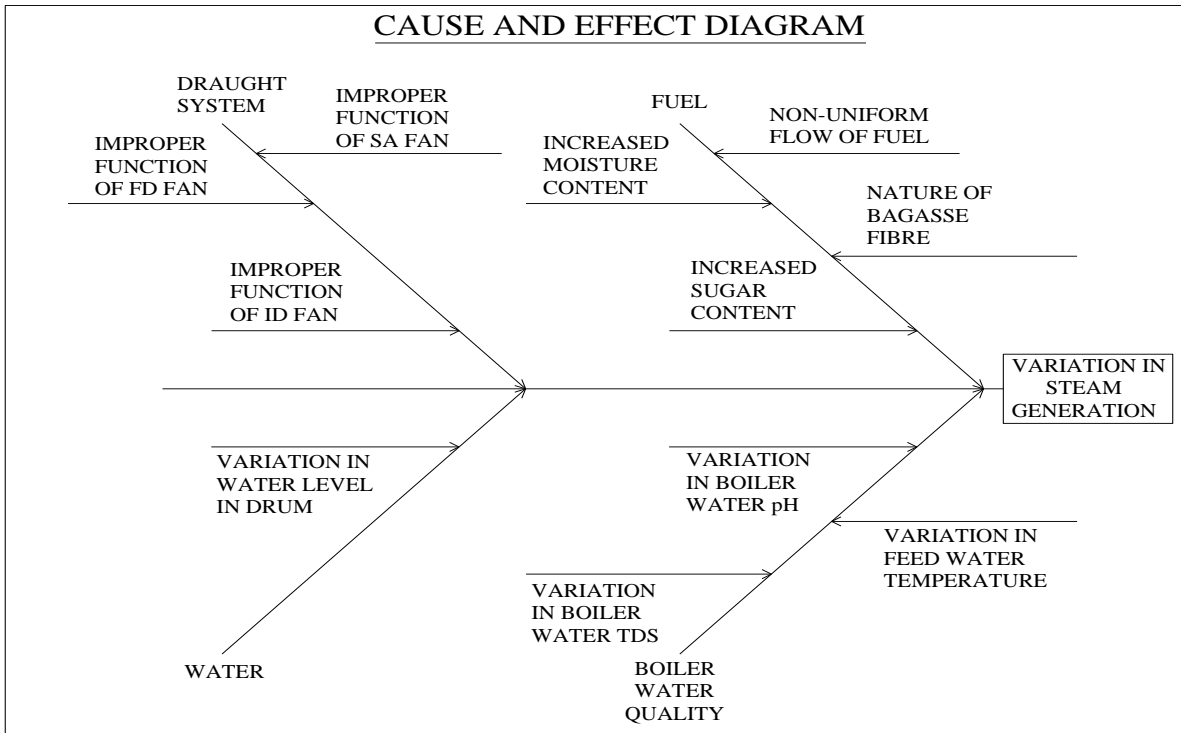 CAUSE AND EFFECT DIAGRAM
DRAUGHT
SYSTEM
IMPROPER
FUNCTION
OF SA FAN
IMPROPER
FUNCTION
OF FD FAN
IMPROPER
FUNCTION
OF ID FAN
FUEL
NON-UNIFORM
FLOW OF FUEL
INCREASED
MOISTURE
CONTENT
NATURE OF
BAGASSE
FIBRE
INCREASED
SUGAR
CONTENT
VARIATION IN
STEAM
GENERATION
VARIATION IN
WATER LEVEL
IN DRUM
WATER
VARIATION
IN BOILER
WATER pH
VARIATION IN
FEED WATER
TEMPERATURE
VARIATION
IN BOILER
WATER TDS
BOILER
WATER
QUALITY